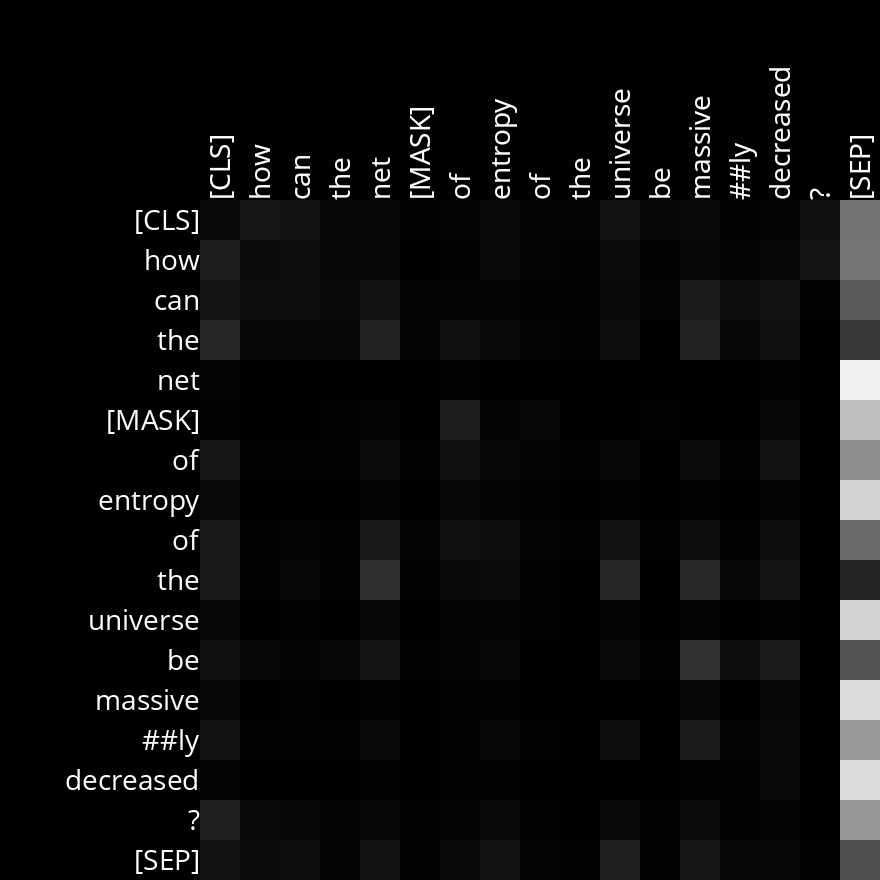 [CLS] how can the net [MASK] of entropy of the universe be massive ##ly decreased ? [SEP]
[CLS]
how
can
the
net
[MASK]
of
entropy
of
the
universe
be
massive
##ly
decreased
?
[SEP]